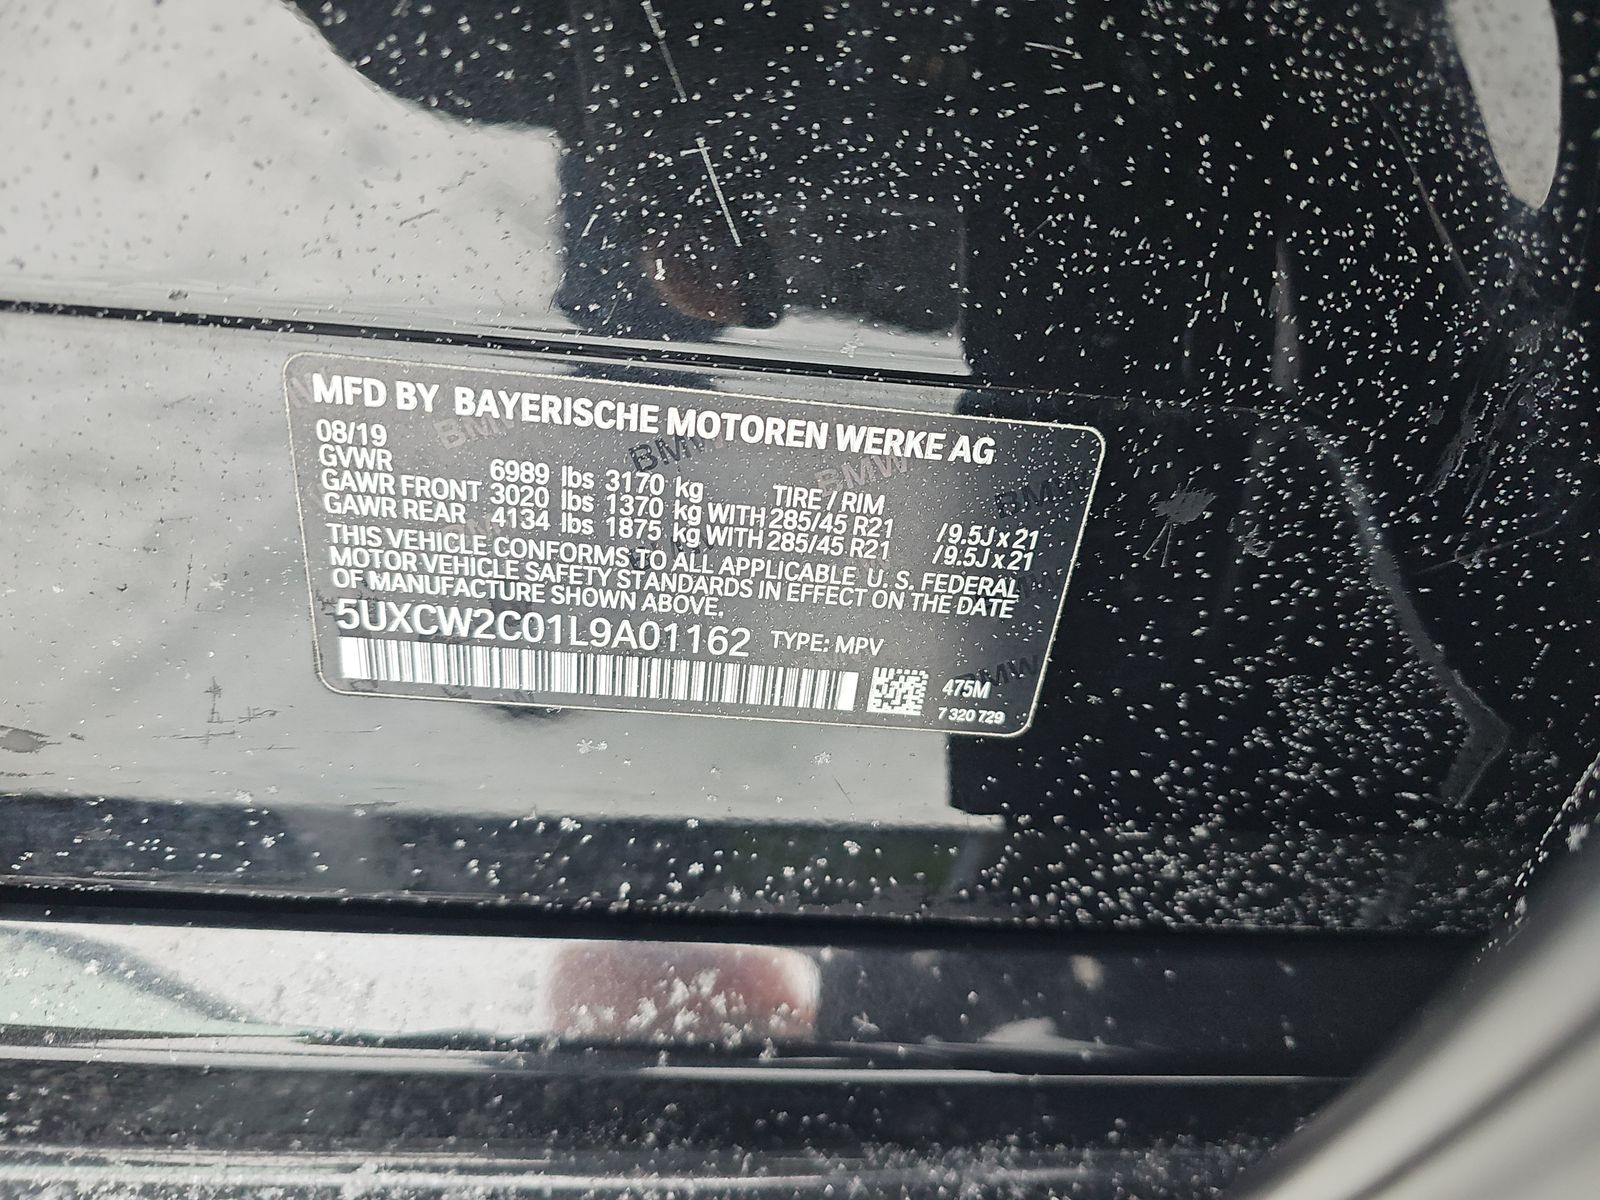 MFD BY BAYERISCHE MOTOREN WERKE AG
08/19
GVWR 6989 lbs 3170 kg TIRE / RIM
GAWR FRONT 3020 lbs 1370 kg WITH 285/45 R21 / 9.5J x 21
GAWR REAR 4134 lbs 1875 kg WITH 285/45 R21 / 9.5J x 21
THIS VEHICLE CONFORMS TO ALL APPLICABLE U. S. FEDERAL
MOTOR VEHICLE SAFETY STANDARDS IN EFFECT ON THE DATE
OF MANUFACTURE SHOWN ABOVE.
5UXCW2C01L9A01162 TYPE: MPV
475M
7 320 729